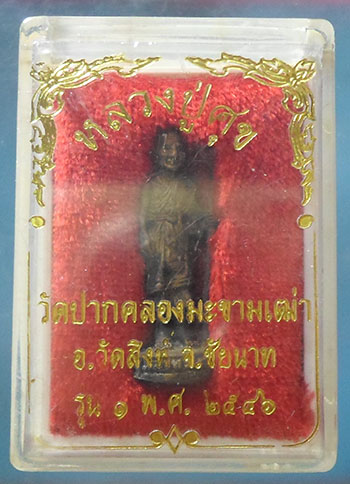 หลวงปู่ศุข
วัดปากคลองมะขามเฒ่า
อ.วัดสิงห์ จ.ชัยนาท
รุ่น ๑ พ.ศ. ๒๕๔๖